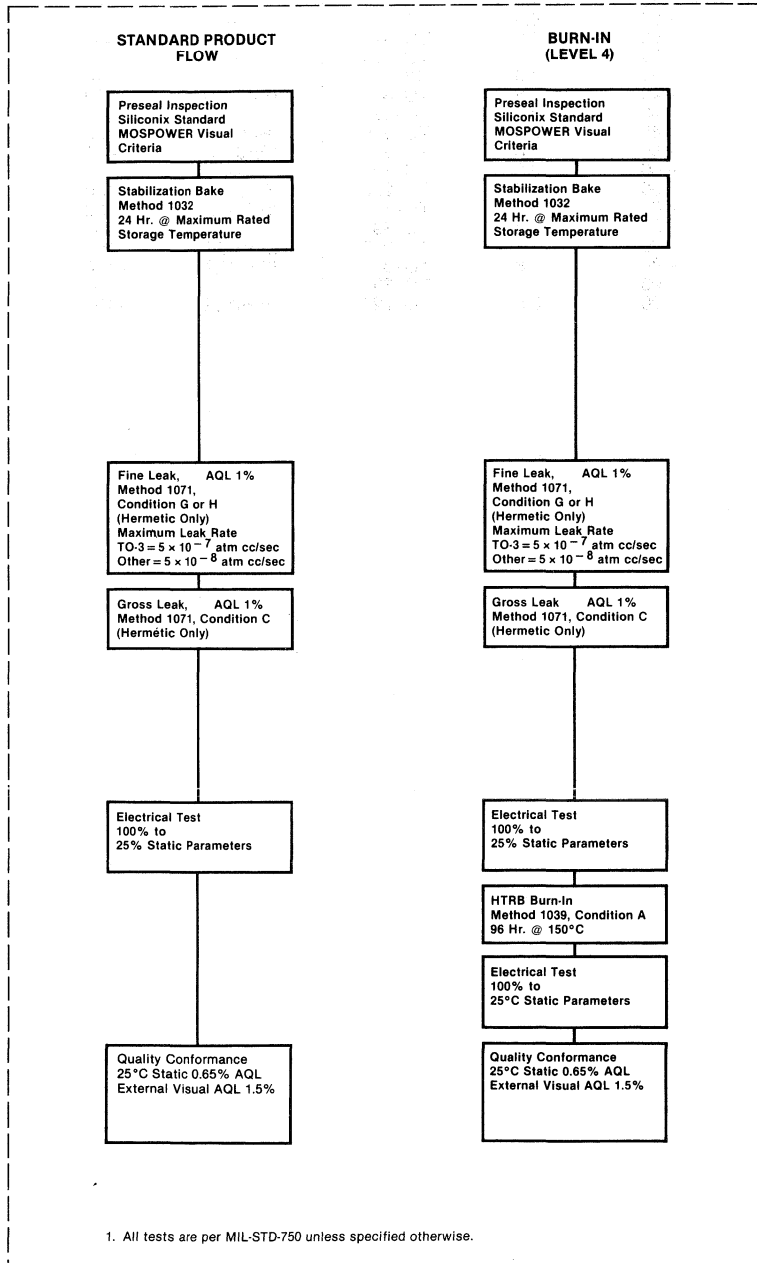 STANDARD PRODUCT
FLOW
Preseal Inspection
Siliconix Standard
MOSPOWER Visual
Criteria
Stabilization Bake
Method 1032
24 Hr. @ Maximum Rated
Storage Temperature
Fine Leak, AQL 1%
Method 1071,
Condition G or H
(Hermetic Only)
Maximum Leak Rate
TO-3 = 5 × 10⁻⁷ atm cc/sec
Other = 5 × 10⁻⁸ atm cc/sec
Gross Leak, AQL 1%
Method 1071, Condition C
(Hermetic Only)
Electrical Test
100% to
25% Static Parameters
Quality Conformance
25°C Static 0.65% AQL
External Visual AQL 1.5%
BURN-IN
(LEVEL 4)
Preseal Inspection
Siliconix Standard
MOSPOWER Visual
Criteria
Stabilization Bake
Method 1032
24 Hr. @ Maximum Rated
Storage Temperature
Fine Leak, AQL 1%
Method 1071,
Condition G or H
(Hermetic Only)
Maximum Leak Rate
TO-3 = 5 × 10⁻⁷ atm cc/sec
Other = 5 × 10⁻⁸ atm cc/sec
Gross Leak AQL 1%
Method 1071, Condition C
(Hermetic Only)
Electrical Test
100% to
25% Static Parameters
HTRB Burn-In
Method 1039, Condition A
96 Hr. @ 150°C
Electrical Test
100% to
25°C Static Parameters
Quality Conformance
25°C Static 0.65% AQL
External Visual AQL 1.5%
1. All tests are per MIL-STD-750 unless specified otherwise.